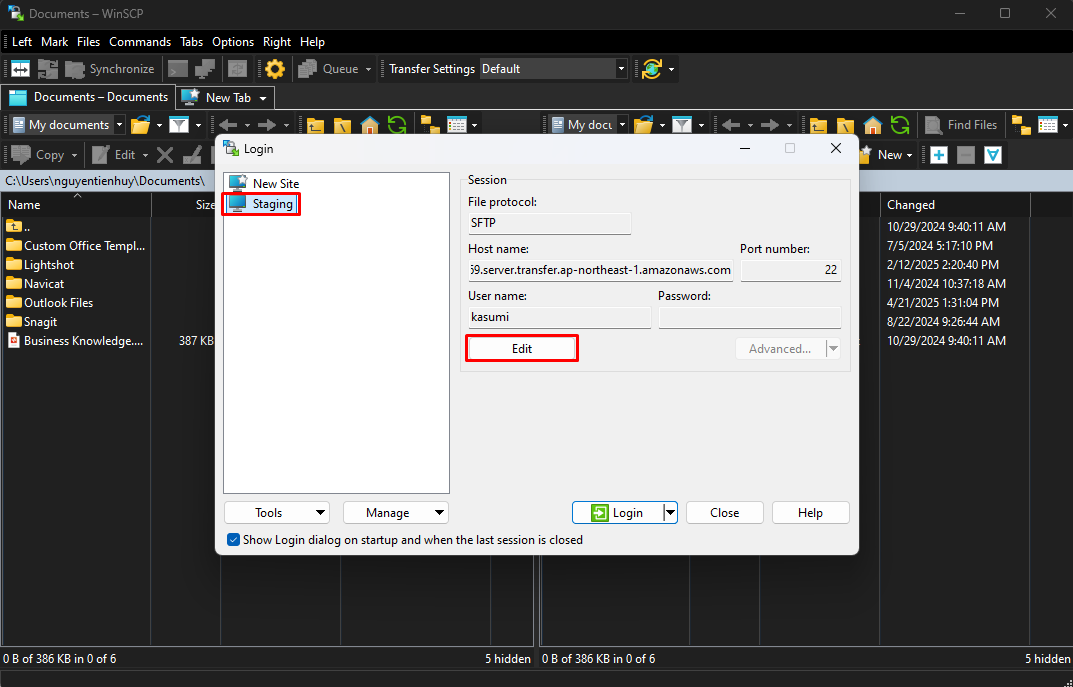 Documents – WinSCP
Left Mark Files Commands Tabs Options Right Help
Synchronize Queue Transfer Settings Default
Documents – Documents New Tab
My documents My docu Find Files
Copy Edit New
C:\Users\nguyentienhuy\Documents\
Name Size Changed
..
Custom Office Templ...
Lightshot
Navicat
Outlook Files
Snagit
Business Knowledge.... 387 KB
10/29/2024 9:40:11 AM
7/5/2024 5:17:10 PM
2/12/2025 2:20:40 PM
11/4/2024 10:37:18 AM
4/21/2025 1:31:04 PM
8/22/2024 9:26:44 AM
10/29/2024 9:40:11 AM
Login
New Site
Staging
Session
File protocol:
SFTP
Host name: Port number:
9.server.transfer.ap-northeast-1.amazonaws.com 22
User name: Password:
kasumi
Edit Advanced...
Tools Manage Login Close Help
Show Login dialog on startup and when the last session is closed
0 B of 386 KB in 0 of 6 5 hidden 0 B of 386 KB in 0 of 6 5 hidden